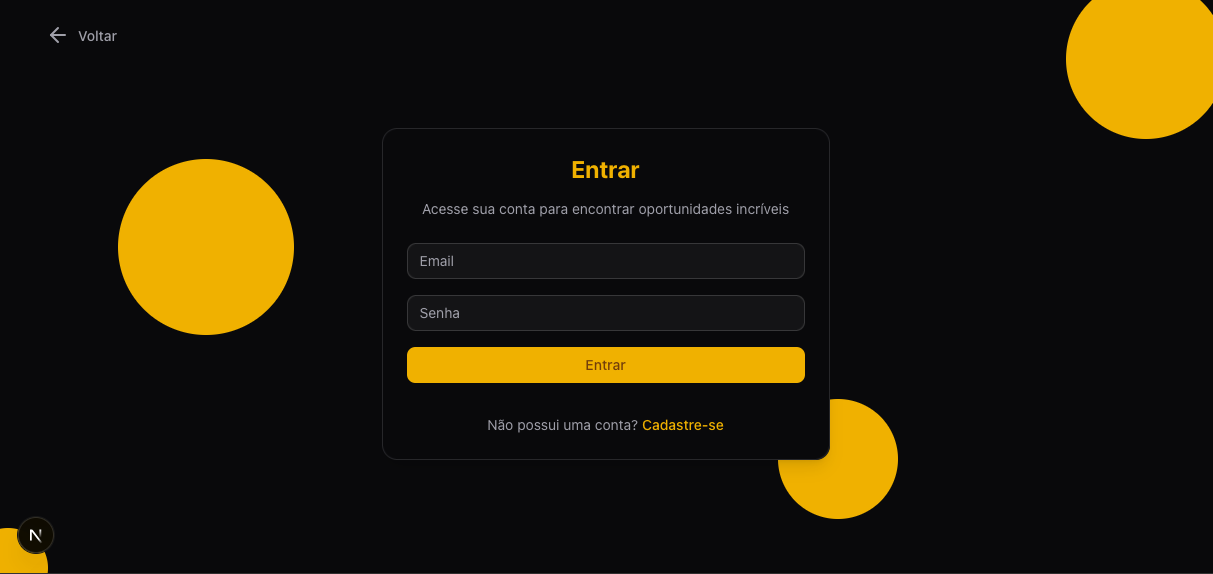 Voltar
Entrar
Acesse sua conta para encontrar oportunidades incríveis
Email
Senha
Entrar
Não possui uma conta? Cadastre-se
N